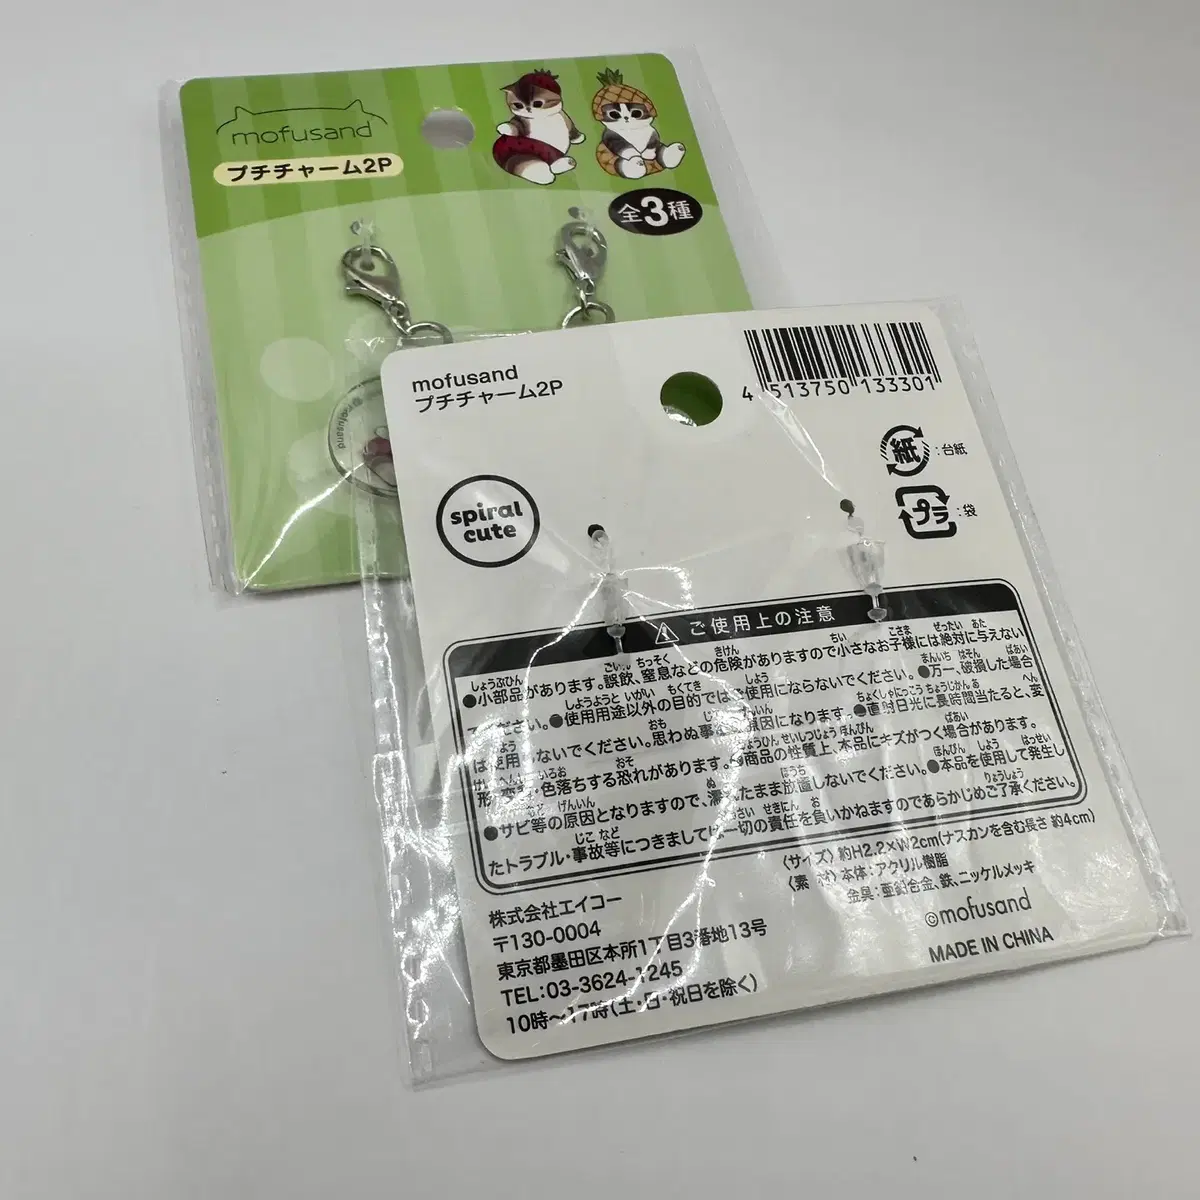 mofusand
プチチャーム2P
全3種
mofusand
mofusand
プチチャーム2P
4 513750 133301
紙 :台紙
プラ :袋
spiral
cute
ご使用上の注意
●小部品があります。誤飲、窒息などの危険がありますので小さなお子様には絶対に与えない
でください。●使用用途以外の目的ではご使用にならないでください。●万一、破損した場合
は使用しないでください。思わぬ事故の原因になります。●直射日光に長時間当たると、変
形・変色・色落ちする恐れがあります。●商品の性質上、本品にキズがつく場合があります。
●サビ等の原因となりますので、濡れたまま放置しないでください。●本品を使用して発生し
たトラブル・事故等につきましては一切の責任を負いかねますのであらかじめご了承ください。
〈サイズ〉約H2.2×W2cm(ナスカンを含む長さ 約4cm)
〈素 材〉本体:アクリル樹脂
金具:亜鉛合金、鉄、ニッケルメッキ
株式会社エイコー
〒130-0004
東京都墨田区本所1丁目3番地13号
TEL:03-3624-1245
10時〜17時(土・日・祝日を除く)
©mofusand
MADE IN CHINA